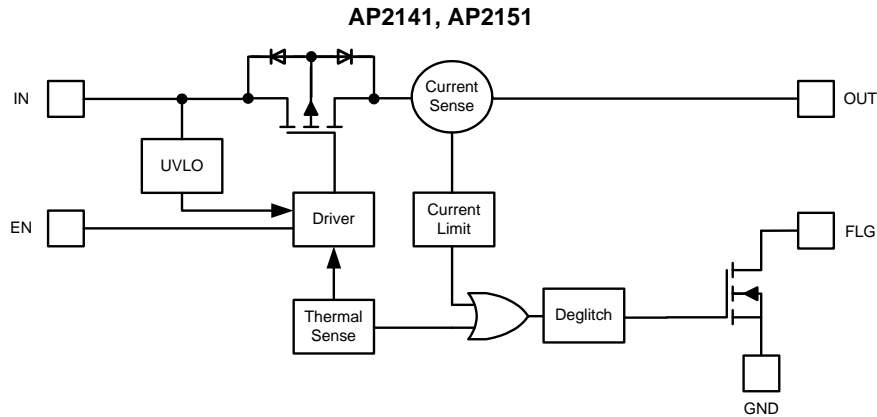 AP2141, AP2151
IN
Current
Sense
OUT
UVLO
EN
Driver
Current
Limit
FLG
Thermal
Sense
Deglitch
GND